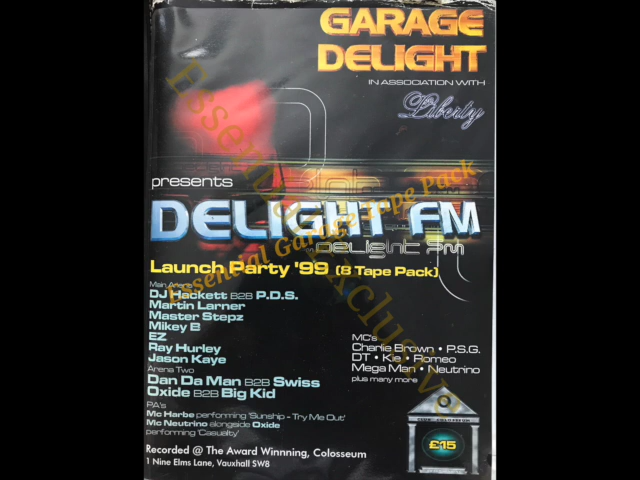 GARAGE
DELIGHT
IN ASSOCIATION WITH
Liberty
presents
DELIGHT FM
DELIGHT FM
Launch Party '99 (8 Tape Pack)
Main Arena
DJ Hackett B2B P.D.S.
Martin Larner
Master Stepz
Mikey B
EZ
Ray Hurley
Jason Kaye
Arena Two
Dan Da Man B2B Swiss
Oxide B2B Big Kid
PA's
Mc Harbe performing 'Sunship - Try Me Out'
Mc Neutrino alongside Oxide
performing 'Casualty'
MC's
Charlie Brown • P.S.G.
DT • Kie • Romeo
Mega Man • Neutrino
plus many more
£15
Recorded @ The Award Winnning, Colosseum
1 Nine Elms Lane, Vauxhall SW8
Essential Garage Tape Pack
Essential Exclusive